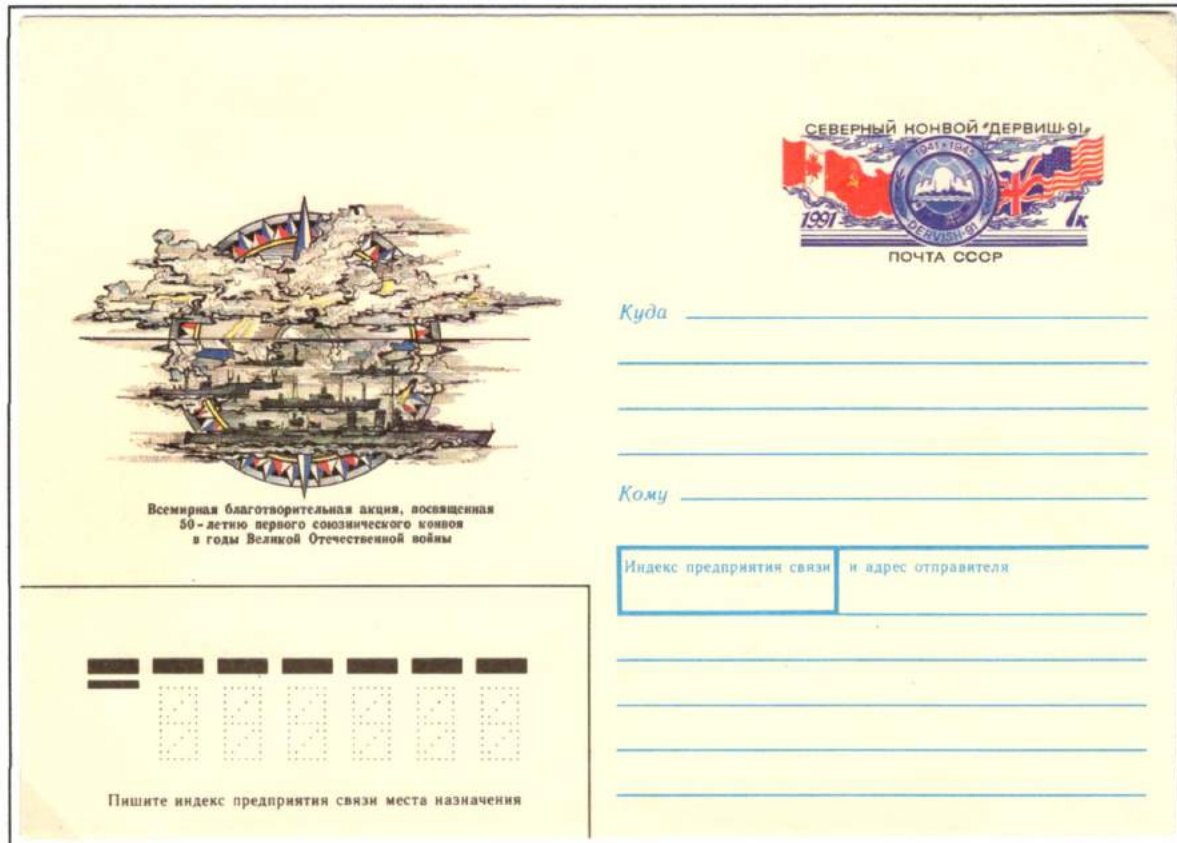 СЕВЕРНЫЙ КОНВОЙ "ДЕРВИШ-91"
1941 • 1945
1991
7к
DERVISH-91
ПОЧТА СССР
Куда
Кому
Всемирная благотворительная акция, посвященная
50-летию первого союзнического конвоя
в годы Великой Отечественной войны
Индекс предприятия связи и адрес отправителя
Пишите индекс предприятия связи места назначения